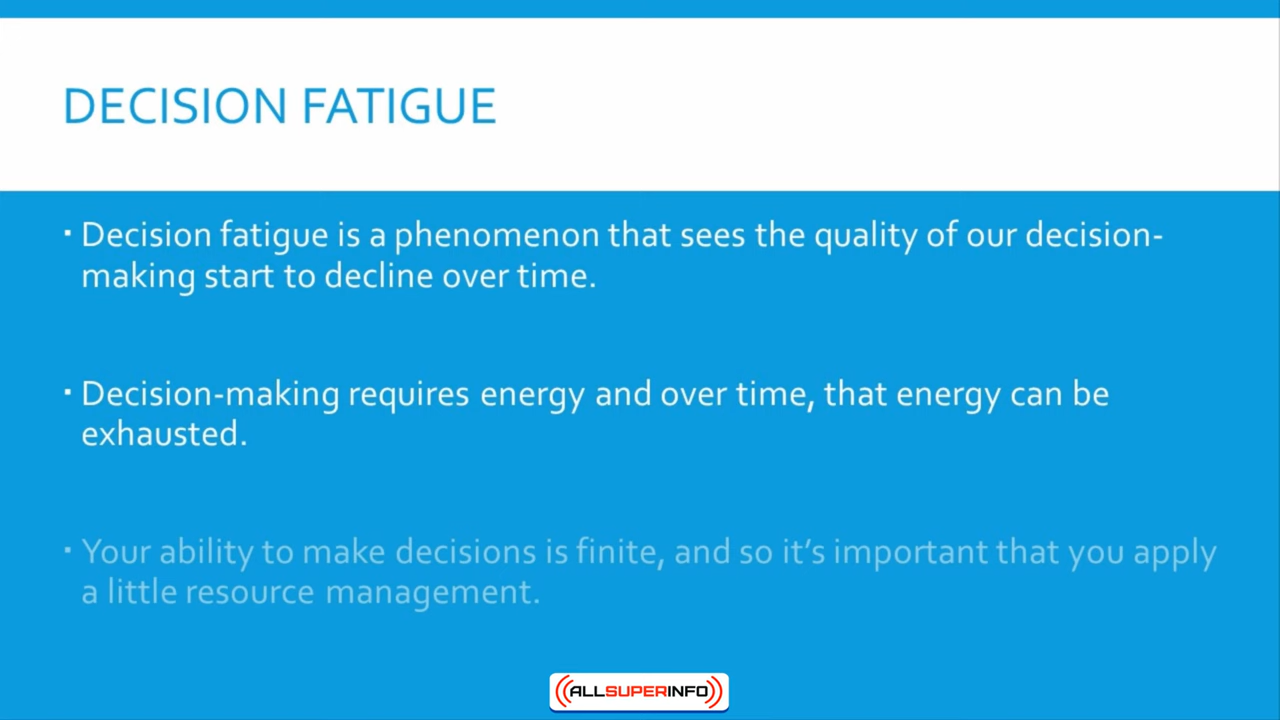 DECISION FATIGUE
▪ Decision fatigue is a phenomenon that sees the quality of our decision-
making start to decline over time.
▪ Decision-making requires energy and over time, that energy can be
exhausted.
▪ Your ability to make decisions is finite, and so it’s important that you apply
a little resource management.
ALLSUPERINFO